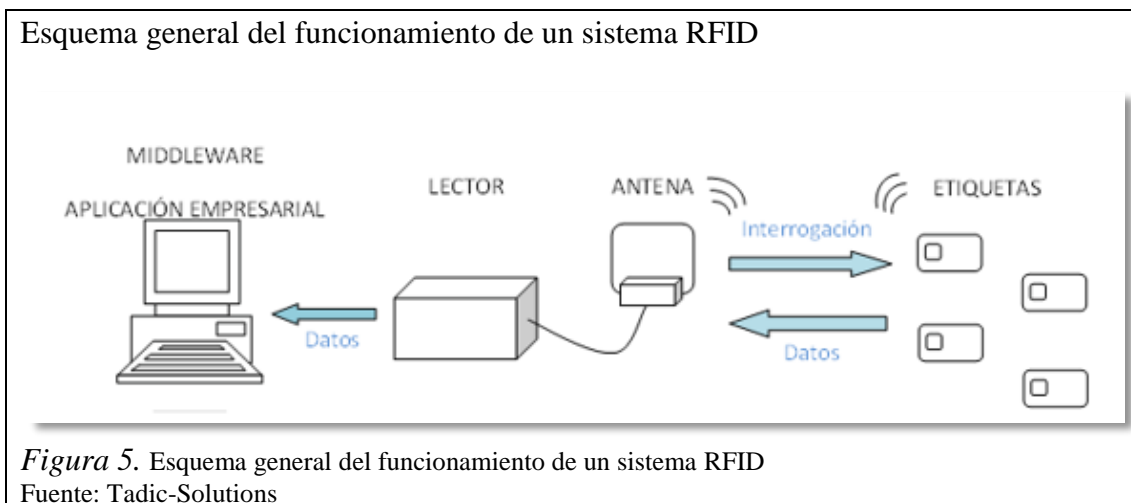 Esquema general del funcionamiento de un sistema RFID
MIDDLEWARE
APLICACIÓN EMPRESARIAL
LECTOR
ANTENA
ETIQUETAS
Interrogación
Datos
Datos
Figura 5. Esquema general del funcionamiento de un sistema RFID
Fuente: Tadic-Solutions